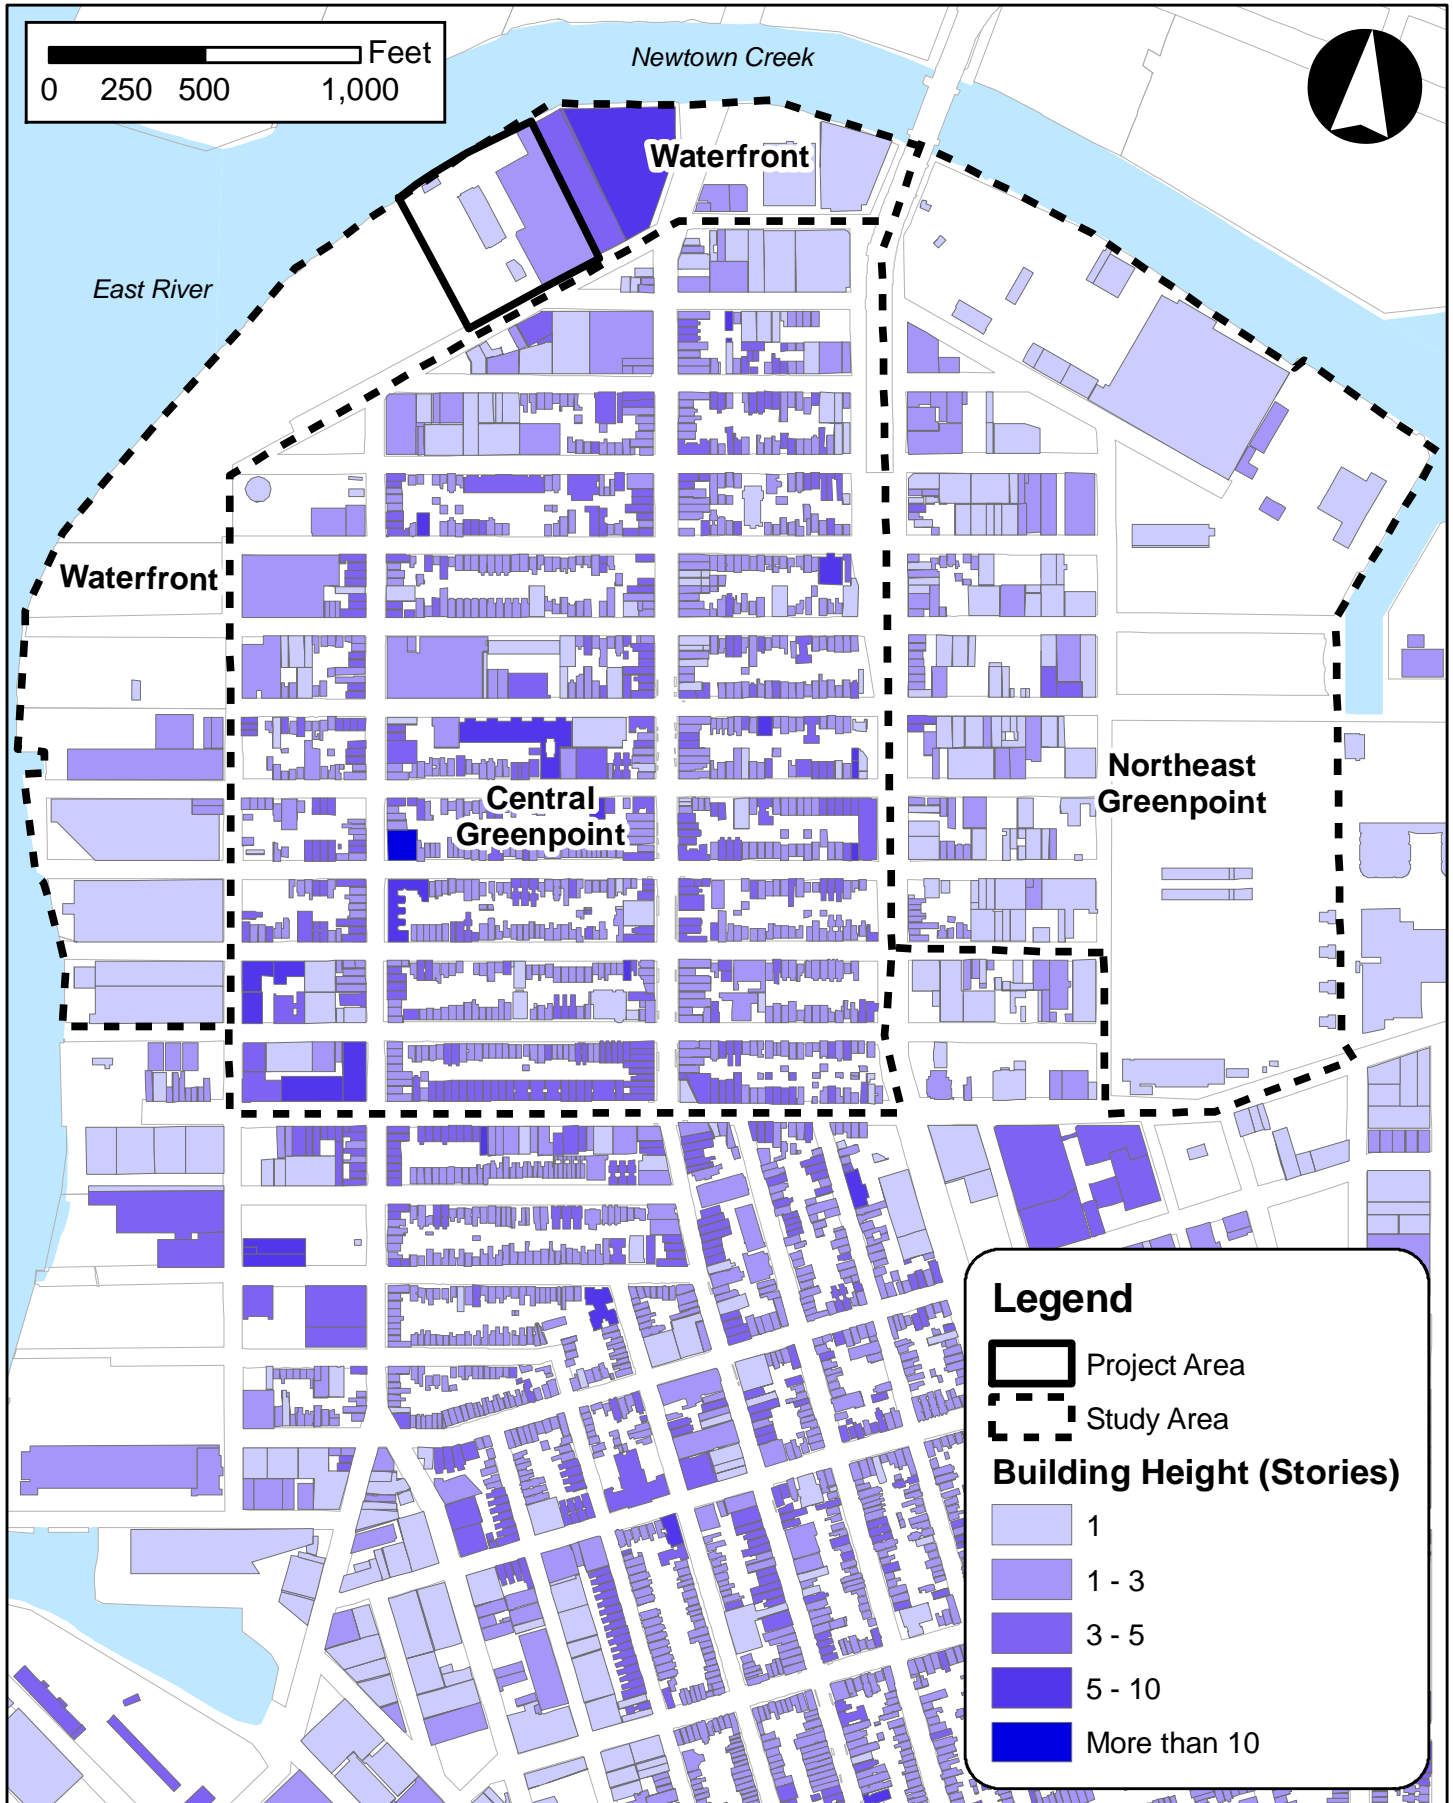 Feet
0 250 500 1,000
Newtown Creek
Waterfront
East River
Waterfront
Northeast
Greenpoint
Central
Greenpoint
Legend
Project Area
Study Area
Building Height (Stories)
1
1 - 3
3 - 5
5 - 10
More than 10